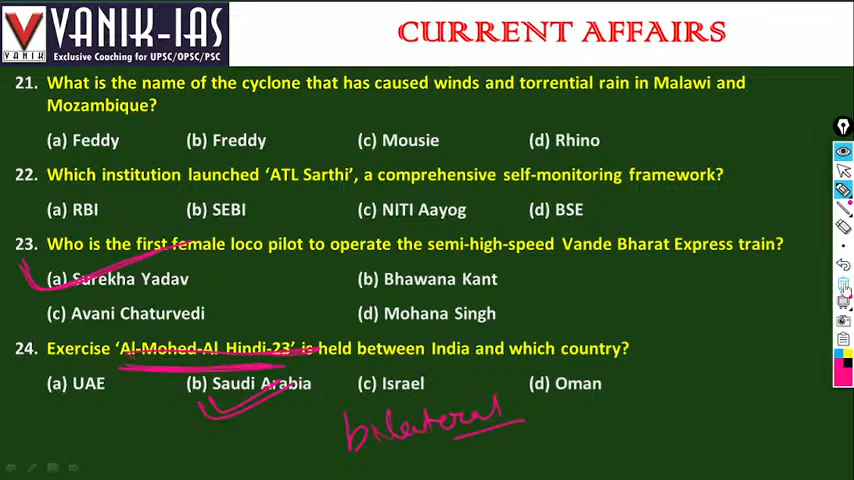 VANIK-IAS
VANIK
Exclusive Coaching for UPSC/OPSC/PSC
CURRENT AFFAIRS
21. What is the name of the cyclone that has caused winds and torrential rain in Malawi and
Mozambique?
(a) Feddy (b) Freddy (c) Mousie (d) Rhino
22. Which institution launched ‘ATL Sarthi’, a comprehensive self-monitoring framework?
(a) RBI (b) SEBI (c) NITI Aayog (d) BSE
23. Who is the first female loco pilot to operate the semi-high-speed Vande Bharat Express train?
(a) Surekha Yadav (b) Bhawana Kant
(c) Avani Chaturvedi (d) Mohana Singh
24. Exercise ‘Al-Mohed-Al Hindi-23’ is held between India and which country?
(a) UAE (b) Saudi Arabia (c) Israel (d) Oman
bilateral